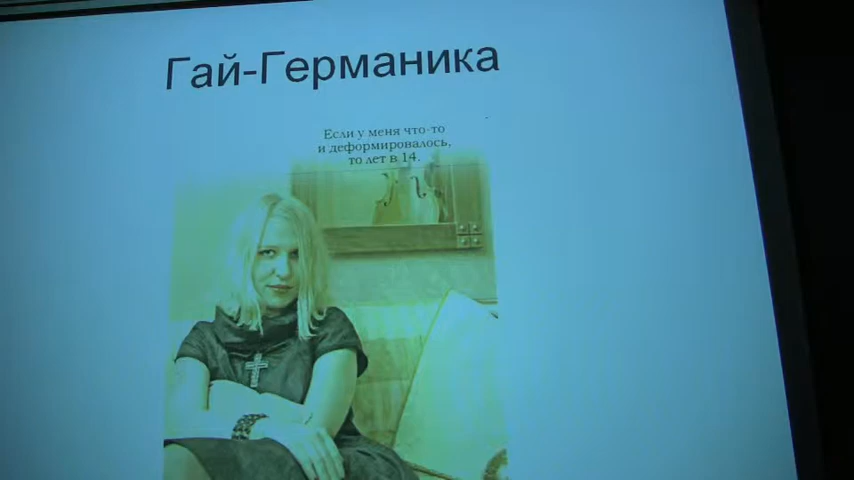 Гай-Германика
Если у меня что-то
и деформировалось,
то лет в 14.